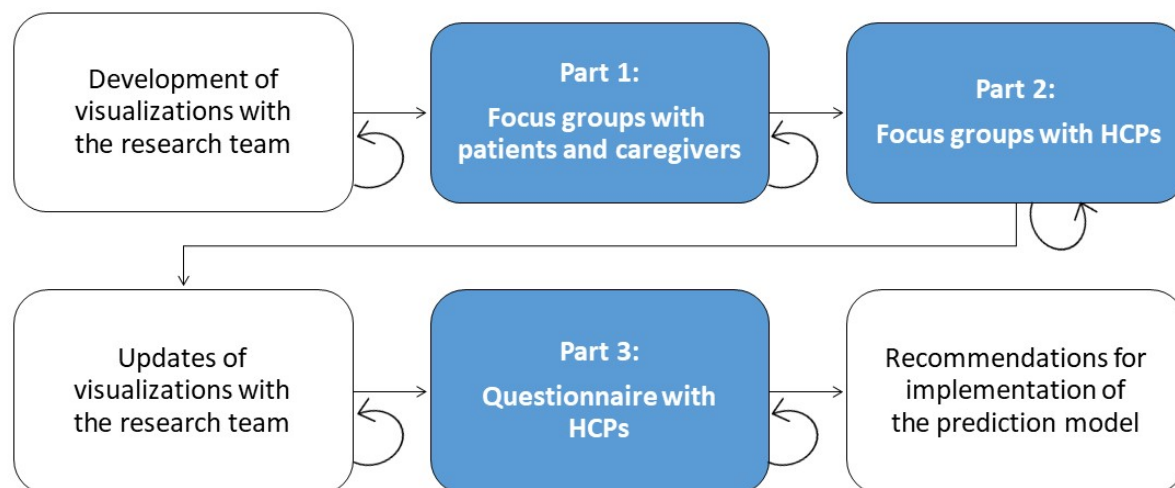 Development of
visualizations with
the research team
Part 1:
Focus groups with
patients and caregivers
Part 2:
Focus groups with HCPs
Updates of
visualizations with
the research team
Part 3:
Questionnaire with
HCPs
Recommendations for
implementation of
the prediction model